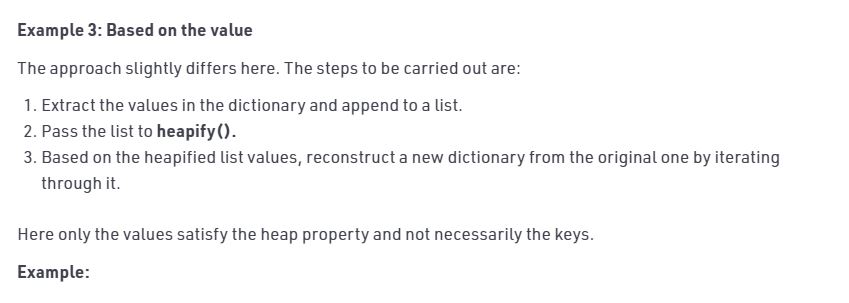 Example 3: Based on the value
The approach slightly differs here. The steps to be carried out are:
1. Extract the values in the dictionary and append to a list.
2. Pass the list to heapify().
3. Based on the heapified list values, reconstruct a new dictionary from the original one by iterating
through it.
Here only the values satisfy the heap property and not necessarily the keys.
Example: